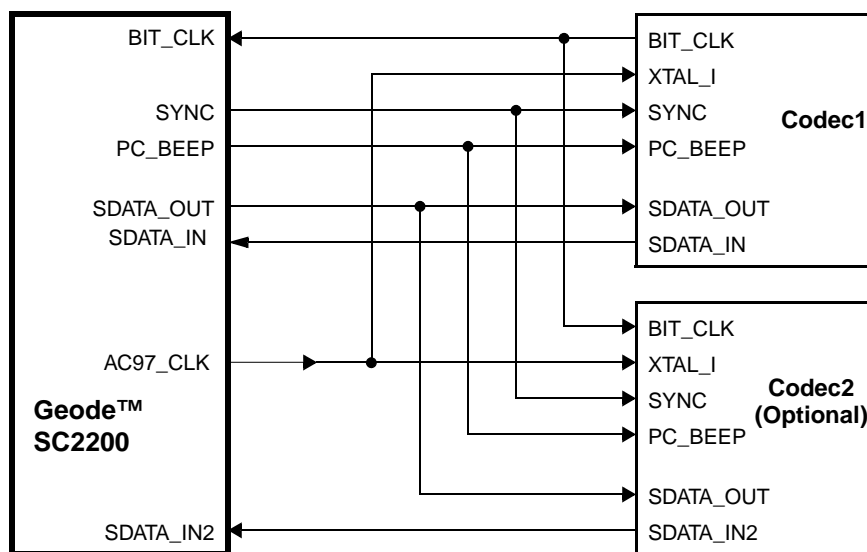 BIT_CLK
SYNC
PC_BEEP
SDATA_OUT
SDATA_IN
AC97_CLK
Geode™
SC2200
SDATA_IN2
BIT_CLK
XTAL_I
SYNC
Codec1
PC_BEEP
SDATA_OUT
SDATA_IN
BIT_CLK
XTAL_I
Codec2
SYNC
(Optional)
PC_BEEP
SDATA_OUT
SDATA_IN2